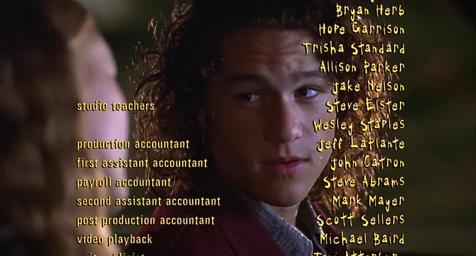 Bryan Herb
Hope Garrison
Trisha Standard
Allison Parker
Jake Nelson
studio teachers Steve Elster
Wesley Staples
production accountant Jeff LaPlante
first assistant accountant John Catron
payroll accountant Steve Abrams
second assistant accountant Mark Mayer
post production accountant Scott Sellers
video playback Michael Baird